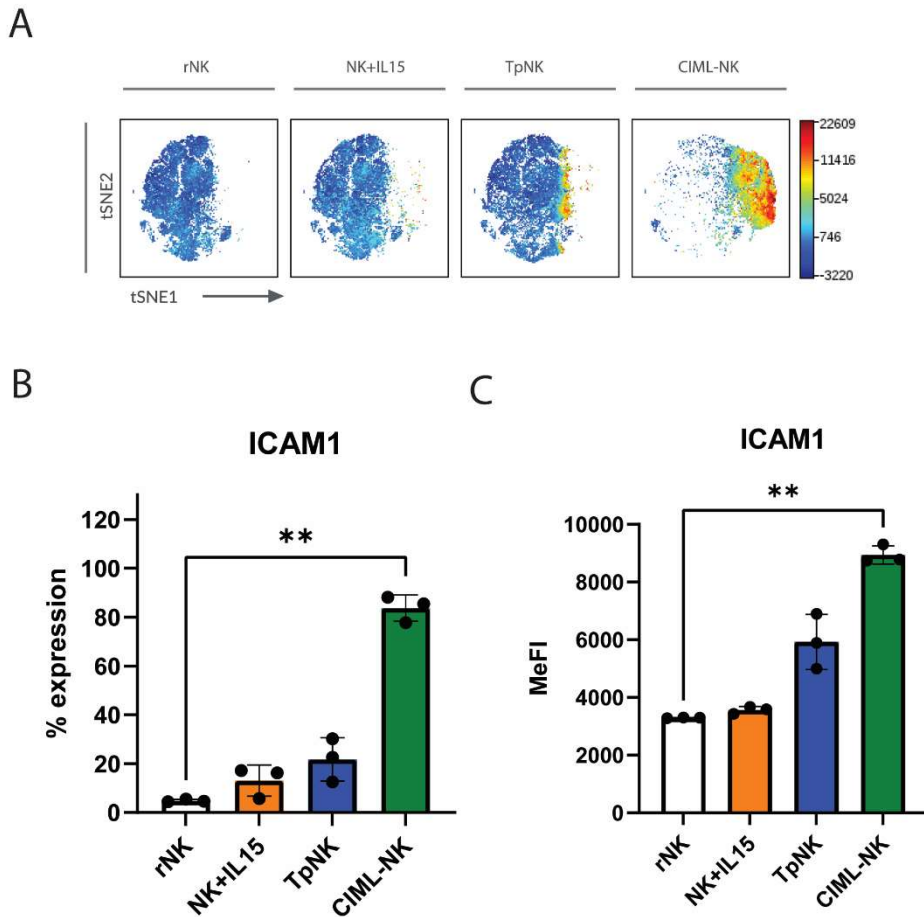 A
rNK
NK+IL15
TpNK
CIML-NK
tSNE2
tSNE1
22609
11416
5024
746
-3220
B
ICAM1
**
% expression
120
100
80
60
40
20
0
rNK
NK+IL15
TpNK
CIML-NK
C
ICAM1
**
MeFI
10000
8000
6000
4000
2000
0
rNK
NK+IL15
TpNK
CIML-NK